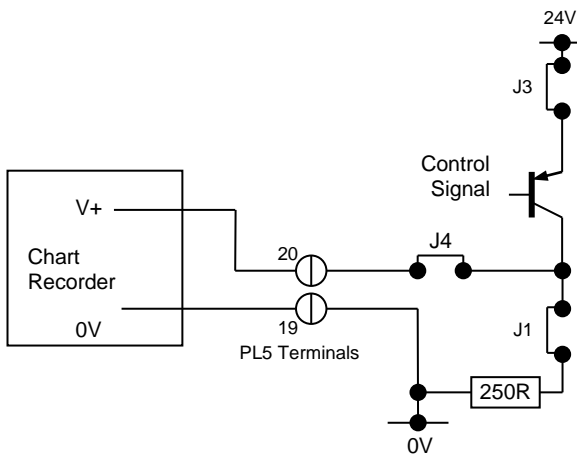 24V
J3
Control
Signal
V+
20
J4
Chart
Recorder
0V
19
PL5 Terminals
J1
250R
0V